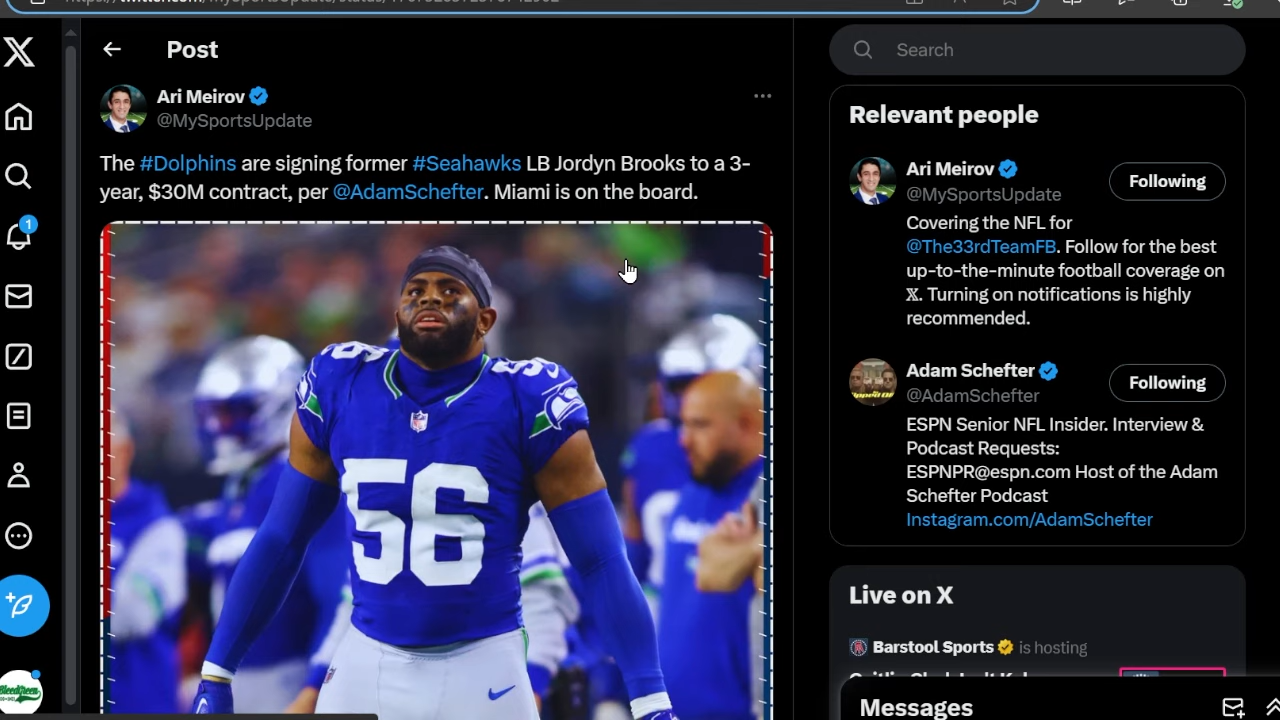 Post
Search
Ari Meirov
@MySportsUpdate
The #Dolphins are signing former #Seahawks LB Jordyn Brooks to a 3-
year, $30M contract, per @AdamSchefter. Miami is on the board.
56
Relevant people
Ari Meirov
@MySportsUpdate
Following
Covering the NFL for
@The33rdTeamFB. Follow for the best
up-to-the-minute football coverage on
𝕏. Turning on notifications is highly
recommended.
Adam Schefter
@AdamSchefter
Following
ESPN Senior NFL Insider. Interview &
Podcast Requests:
ESPNPR@espn.com Host of the Adam
Schefter Podcast
Instagram.com/AdamSchefter
Live on X
Barstool Sports is hosting
Messages
1